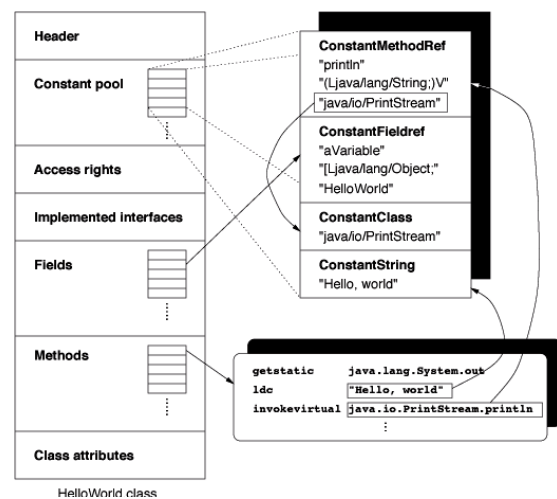 Header
Constant pool
Access rights
Implemented interfaces
Fields
Methods
Class attributes
HelloWorld class
ConstantMethodRef
"println"
"(Ljava/lang/String;)V"
"java/io/PrintStream"
ConstantFieldref
"aVariable"
"[Ljava/lang/Object;"
"HelloWorld"
ConstantClass
"java/io/PrintStream"
ConstantString
"Hello, world"
getstatic java.lang.System.out
ldc "Hello, world"
invokevirtual java.io.PrintStream.println